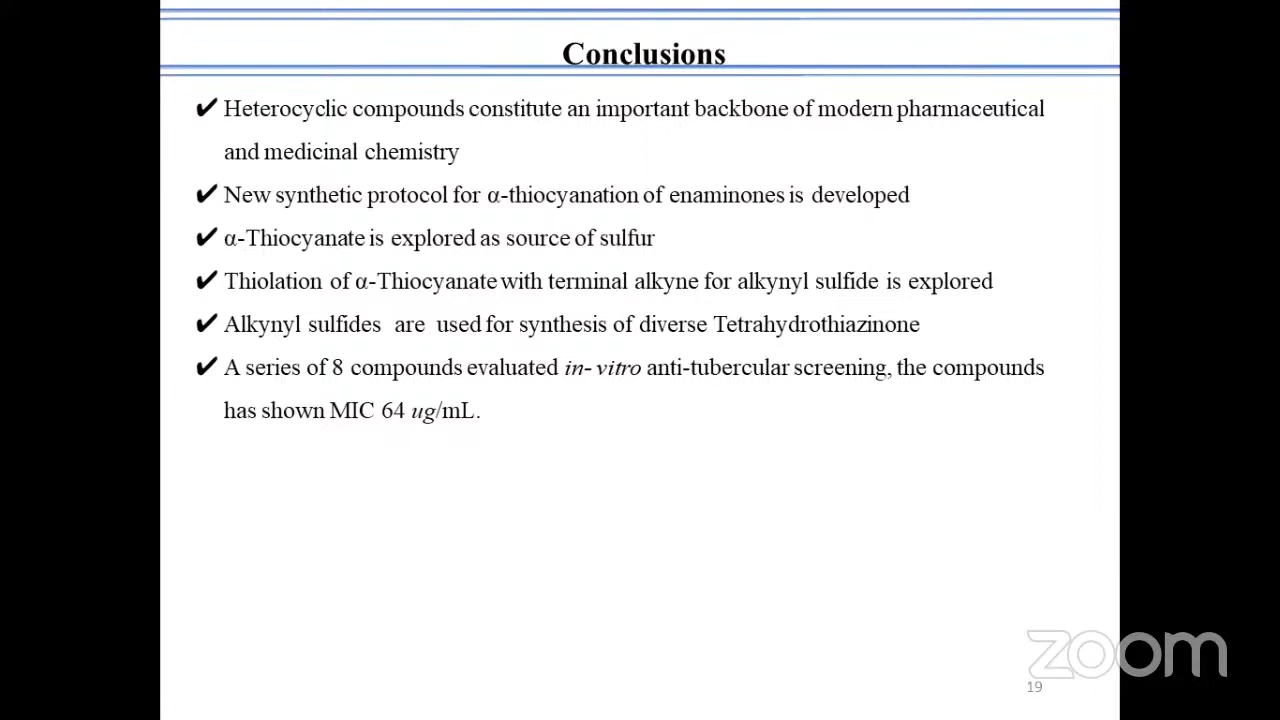 Conclusions
✔ Heterocyclic compounds constitute an important backbone of modern pharmaceutical
and medicinal chemistry
✔ New synthetic protocol for α-thiocyanation of enaminones is developed
✔ α-Thiocyanate is explored as source of sulfur
✔ Thiolation of α-Thiocyanate with terminal alkyne for alkynyl sulfide is explored
✔ Alkynyl sulfides are used for synthesis of diverse Tetrahydrothiazinone
✔ A series of 8 compounds evaluated in- vitro anti-tubercular screening, the compounds
has shown MIC 64 ug/mL.
zoom
19